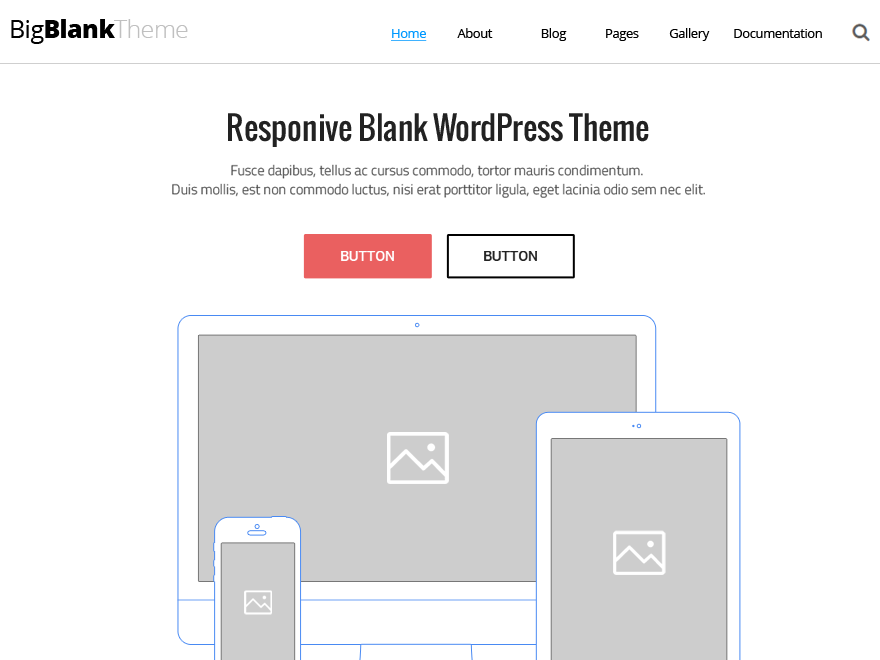 BigBlankTheme
Home About Blog Pages Gallery Documentation
Responive Blank WordPress Theme
Fusce dapibus, tellus ac cursus commodo, tortor mauris condimentum.
Duis mollis, est non commodo luctus, nisi erat porttitor ligula, eget lacinia odio sem nec elit.
BUTTON BUTTON